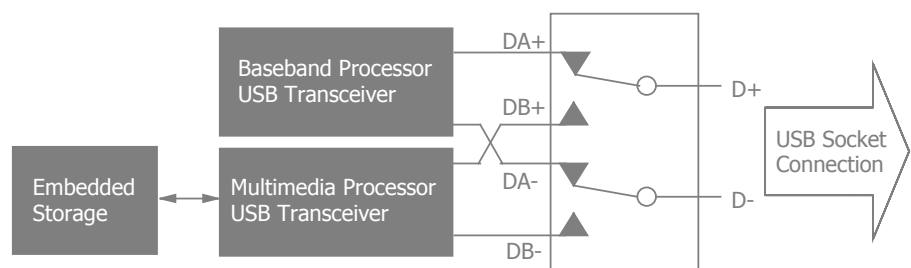 DA+
Baseband Processor
USB Transceiver
D+
DB+
USB Socket
Connection
Embedded
Storage
Multimedia Processor
USB Transceiver
DA-
D-
DB-